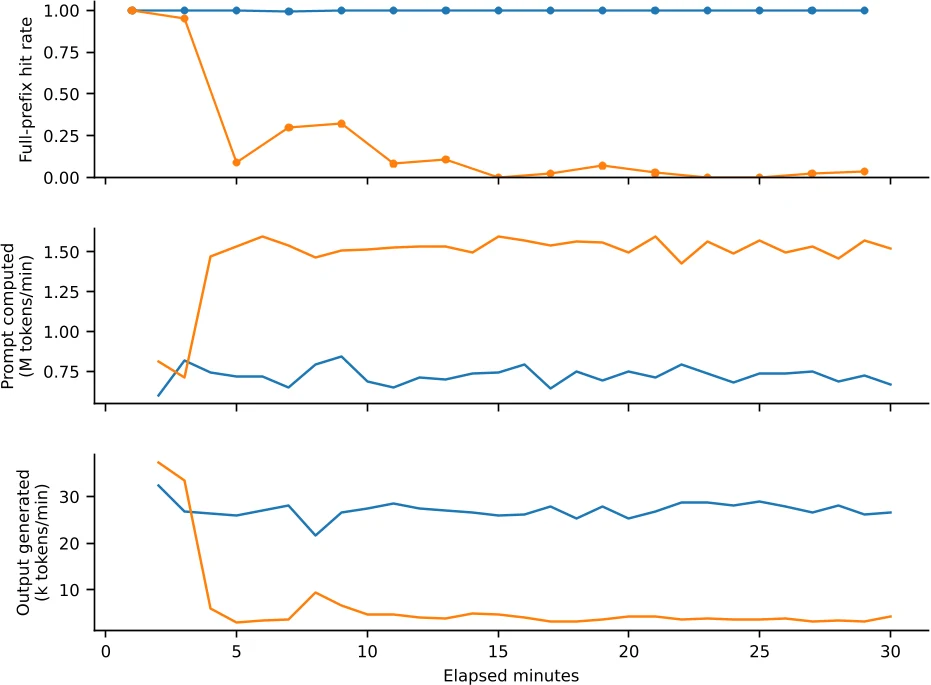 Full-prefix hit rate
1.00
0.75
0.50
0.25
0.00
Prompt computed
(M tokens/min)
1.50
1.25
1.00
0.75
Output generated
(k tokens/min)
30
20
10
0 5 10 15 20 25 30
Elapsed minutes